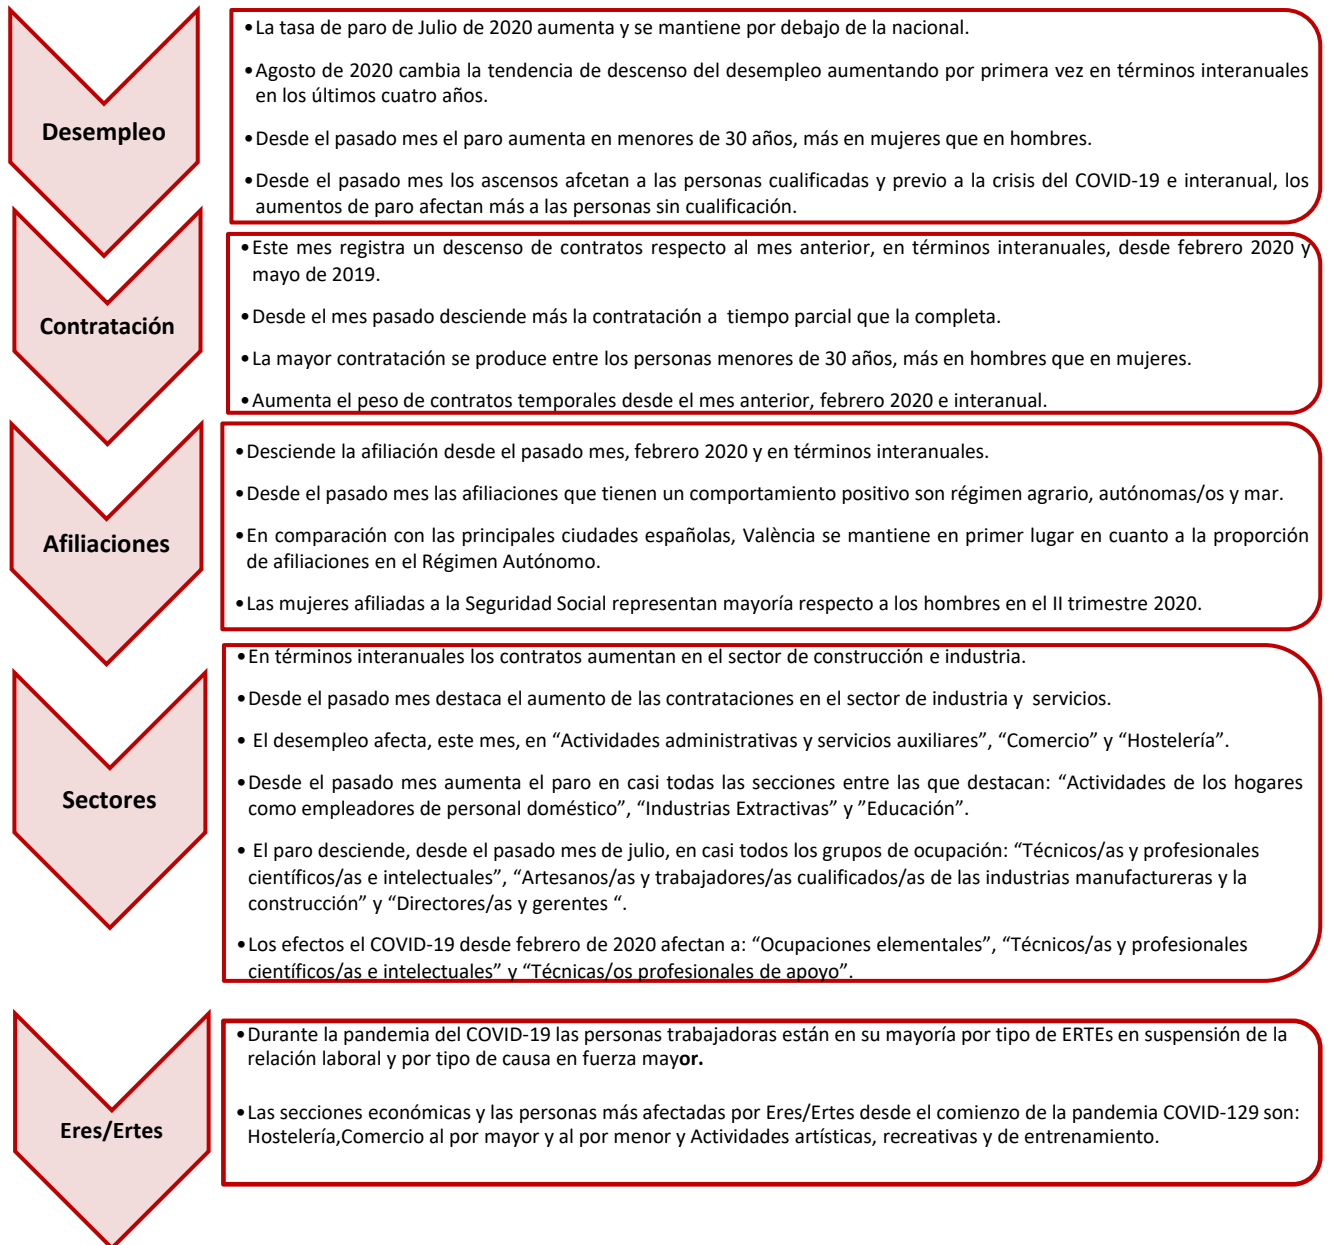 Desempleo
•La tasa de paro de Julio de 2020 aumenta y se mantiene por debajo de la nacional.
•Agosto de 2020 cambia la tendencia de descenso del desempleo aumentando por primera vez en términos interanuales
en los últimos cuatro años.
•Desde el pasado mes el paro aumenta en menores de 30 años, más en mujeres que en hombres.
•Desde el pasado mes los ascensos afcetan a las personas cualificadas y previo a la crisis del COVID-19 e interanual, los
aumentos de paro afectan más a las personas sin cualificación.
Contratación
•Este mes registra un descenso de contratos respecto al mes anterior, en términos interanuales, desde febrero 2020 y
mayo de 2019.
•Desde el mes pasado desciende más la contratación a tiempo parcial que la completa.
•La mayor contratación se produce entre los personas menores de 30 años, más en hombres que en mujeres.
•Aumenta el peso de contratos temporales desde el mes anterior, febrero 2020 e interanual.
Afiliaciones
•Desciende la afiliación desde el pasado mes, febrero 2020 y en términos interanuales.
•Desde el pasado mes las afiliaciones que tienen un comportamiento positivo son régimen agrario, autónomas/os y mar.
•En comparación con las principales ciudades españolas, València se mantiene en primer lugar en cuanto a la proporción
de afiliaciones en el Régimen Autónomo.
•Las mujeres afiliadas a la Seguridad Social representan mayoría respecto a los hombres en el II trimestre 2020.
Sectores
•En términos interanuales los contratos aumentan en el sector de construcción e industria.
•Desde el pasado mes destaca el aumento de las contrataciones en el sector de industria y servicios.
• El desempleo afecta, este mes, en “Actividades administrativas y servicios auxiliares”, “Comercio” y “Hostelería”.
•Desde el pasado mes aumenta el paro en casi todas las secciones entre las que destacan: “Actividades de los hogares
como empleadores de personal doméstico”, “Industrias Extractivas” y ”Educación”.
• El paro desciende, desde el pasado mes de julio, en casi todos los grupos de ocupación: “Técnicos/as y profesionales
científicos/as e intelectuales”, “Artesanos/as y trabajadores/as cualificados/as de las industrias manufactureras y la
construcción” y “Directores/as y gerentes “.
•Los efectos el COVID-19 desde febrero de 2020 afectan a: “Ocupaciones elementales”, “Técnicos/as y profesionales
científicos/as e intelectuales” y “Técnicas/os profesionales de apoyo”.
Eres/Ertes
•Durante la pandemia del COVID-19 las personas trabajadoras están en su mayoría por tipo de ERTEs en suspensión de la
relación laboral y por tipo de causa en fuerza mayor.
•Las secciones económicas y las personas más afectadas por Eres/Ertes desde el comienzo de la pandemia COVID-129 son:
Hostelería,Comercio al por mayor y al por menor y Actividades artísticas, recreativas y de entrenamiento.